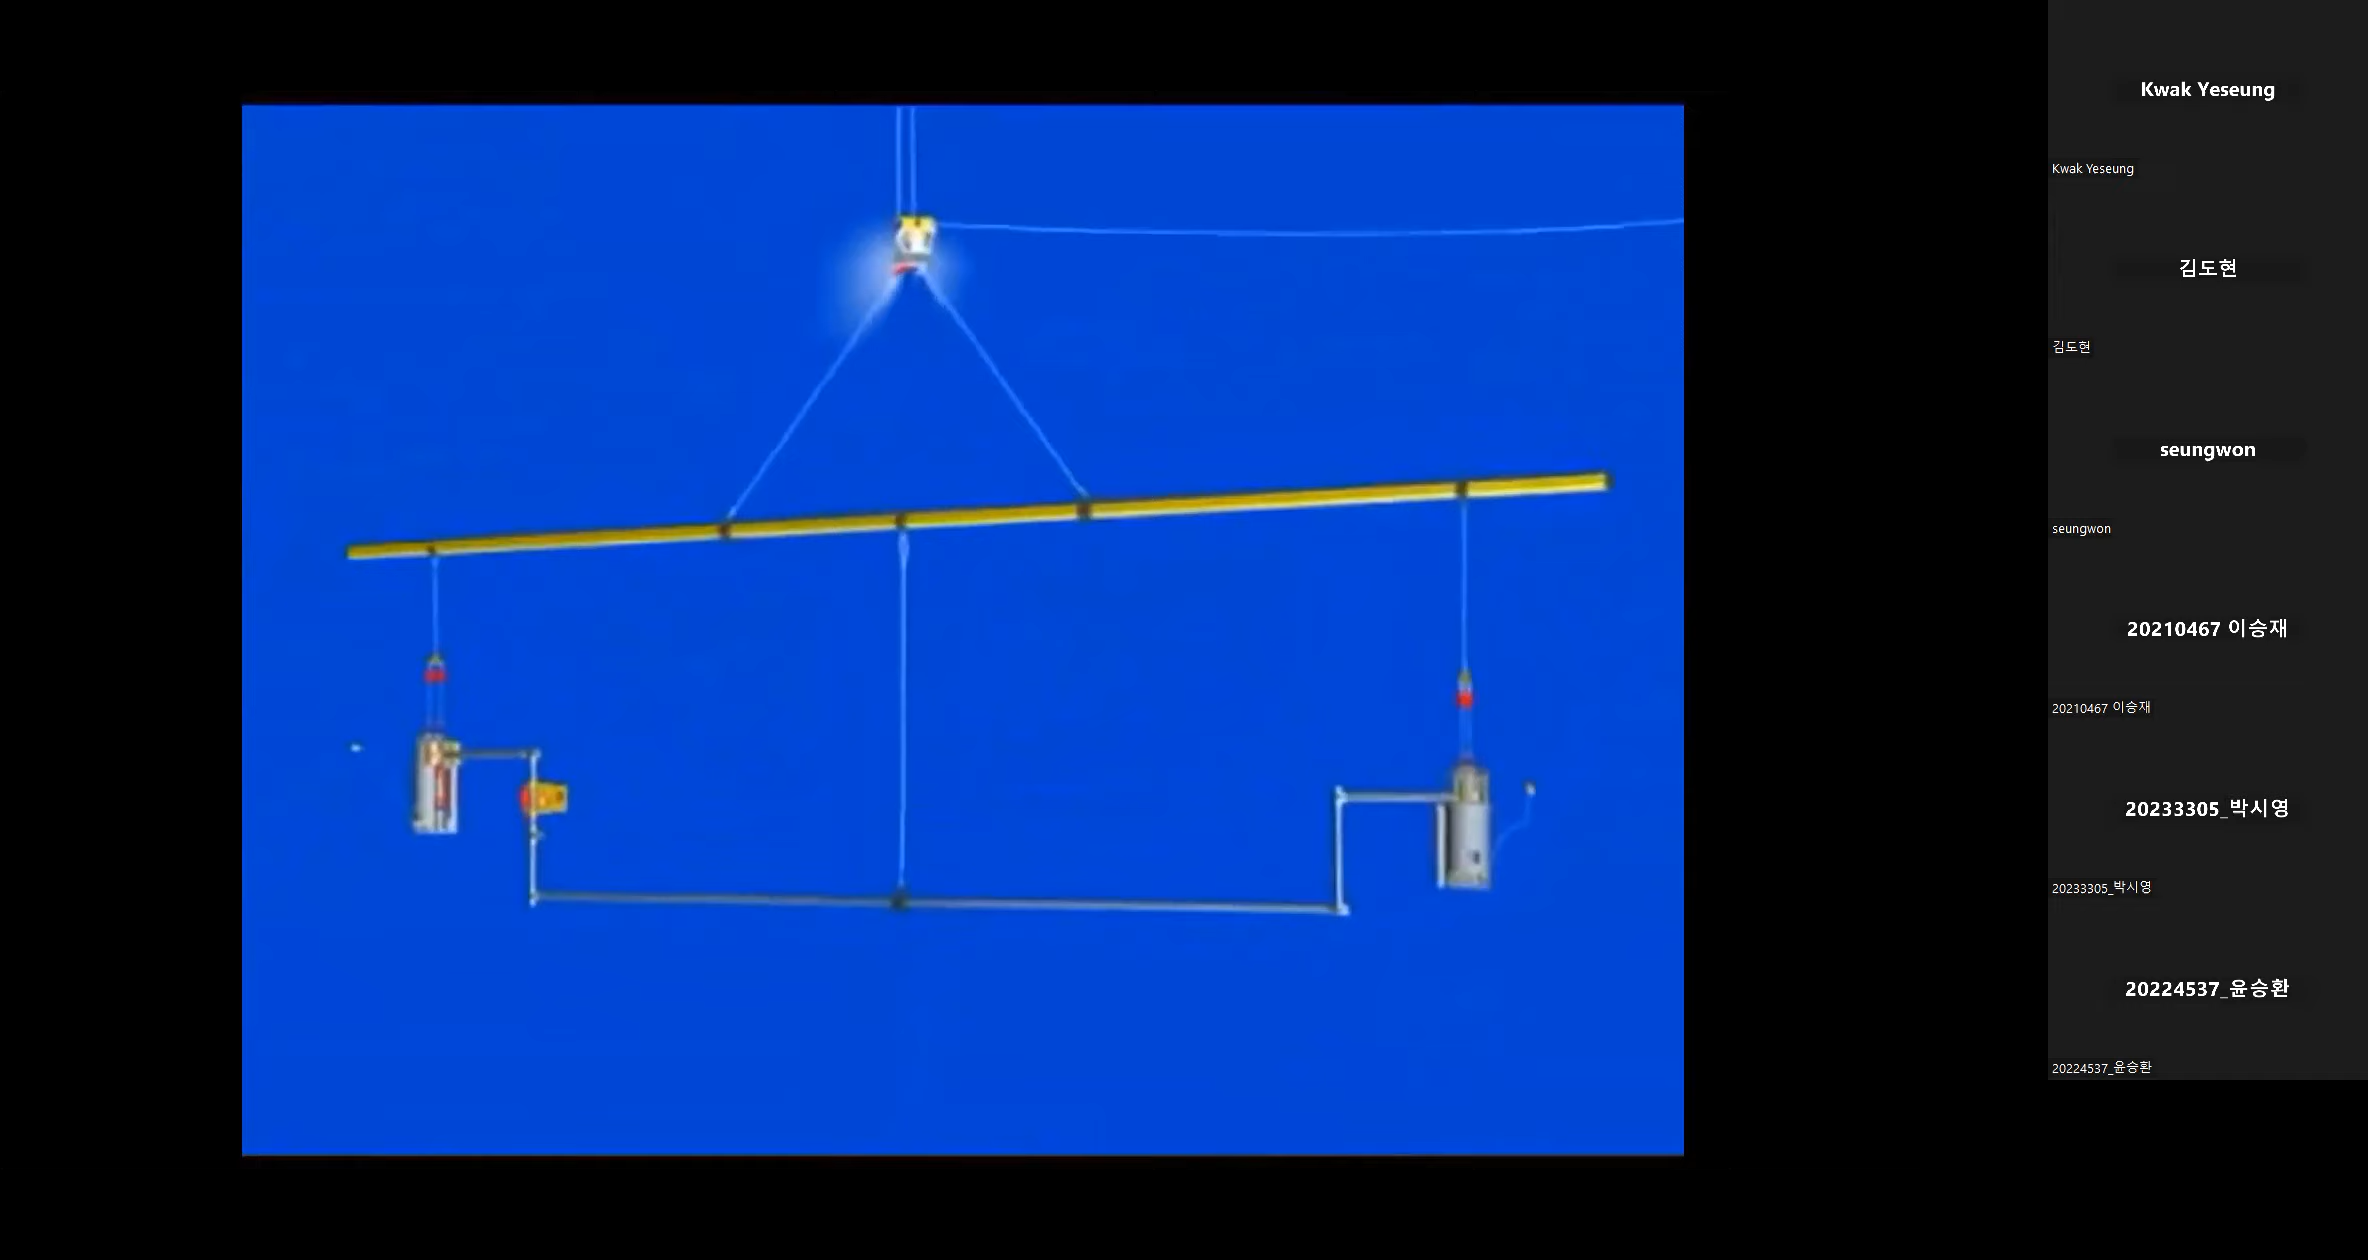 Kwak Yeseung
Kwak Yeseung
김도현
김도현
seungwon
seungwon
20210467 이승재
20210467 이승재
20233305_박시영
20233305_박시영
20224537_윤승환
20224537_윤승환